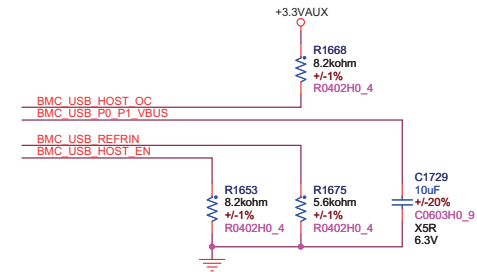 +3.3VAUX
R1668
8.2kohm
+/-1%
R0402H0_4
BMC_USB_HOST_OC
BMC_USB_P0_P1_VBUS
BMC_USB_REFRIN
BMC_USB_HOST_EN
R1653
8.2kohm
+/-1%
R0402H0_4
R1675
5.6kohm
+/-1%
R0402H0_4
C1729
10uF
+/-20%
C0603H0_9
X5R
6.3V